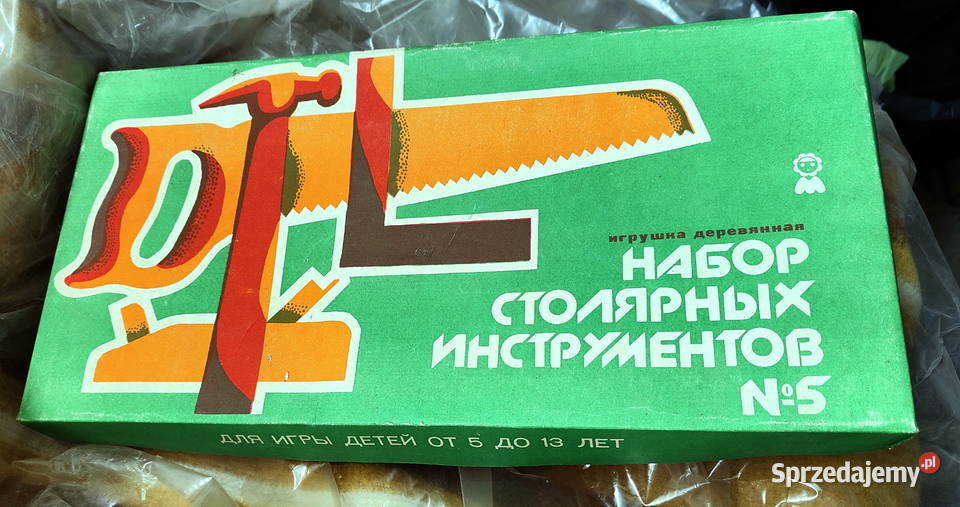 игрушка деревянная
НАБОР
СТОЛЯРНЫХ
ИНСТРУМЕНТОВ
№5
ДЛЯ ИГРЫ ДЕТЕЙ ОТ 5 ДО 13 ЛЕТ
Sprzedajemy.pl